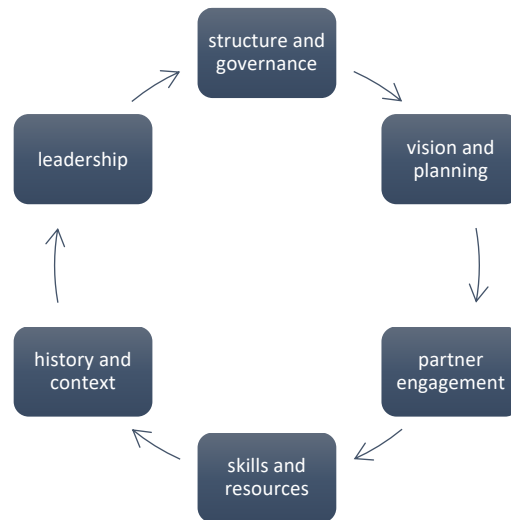 structure and
governance
vision and
planning
partner
engagement
skills and
resources
history and
context
leadership